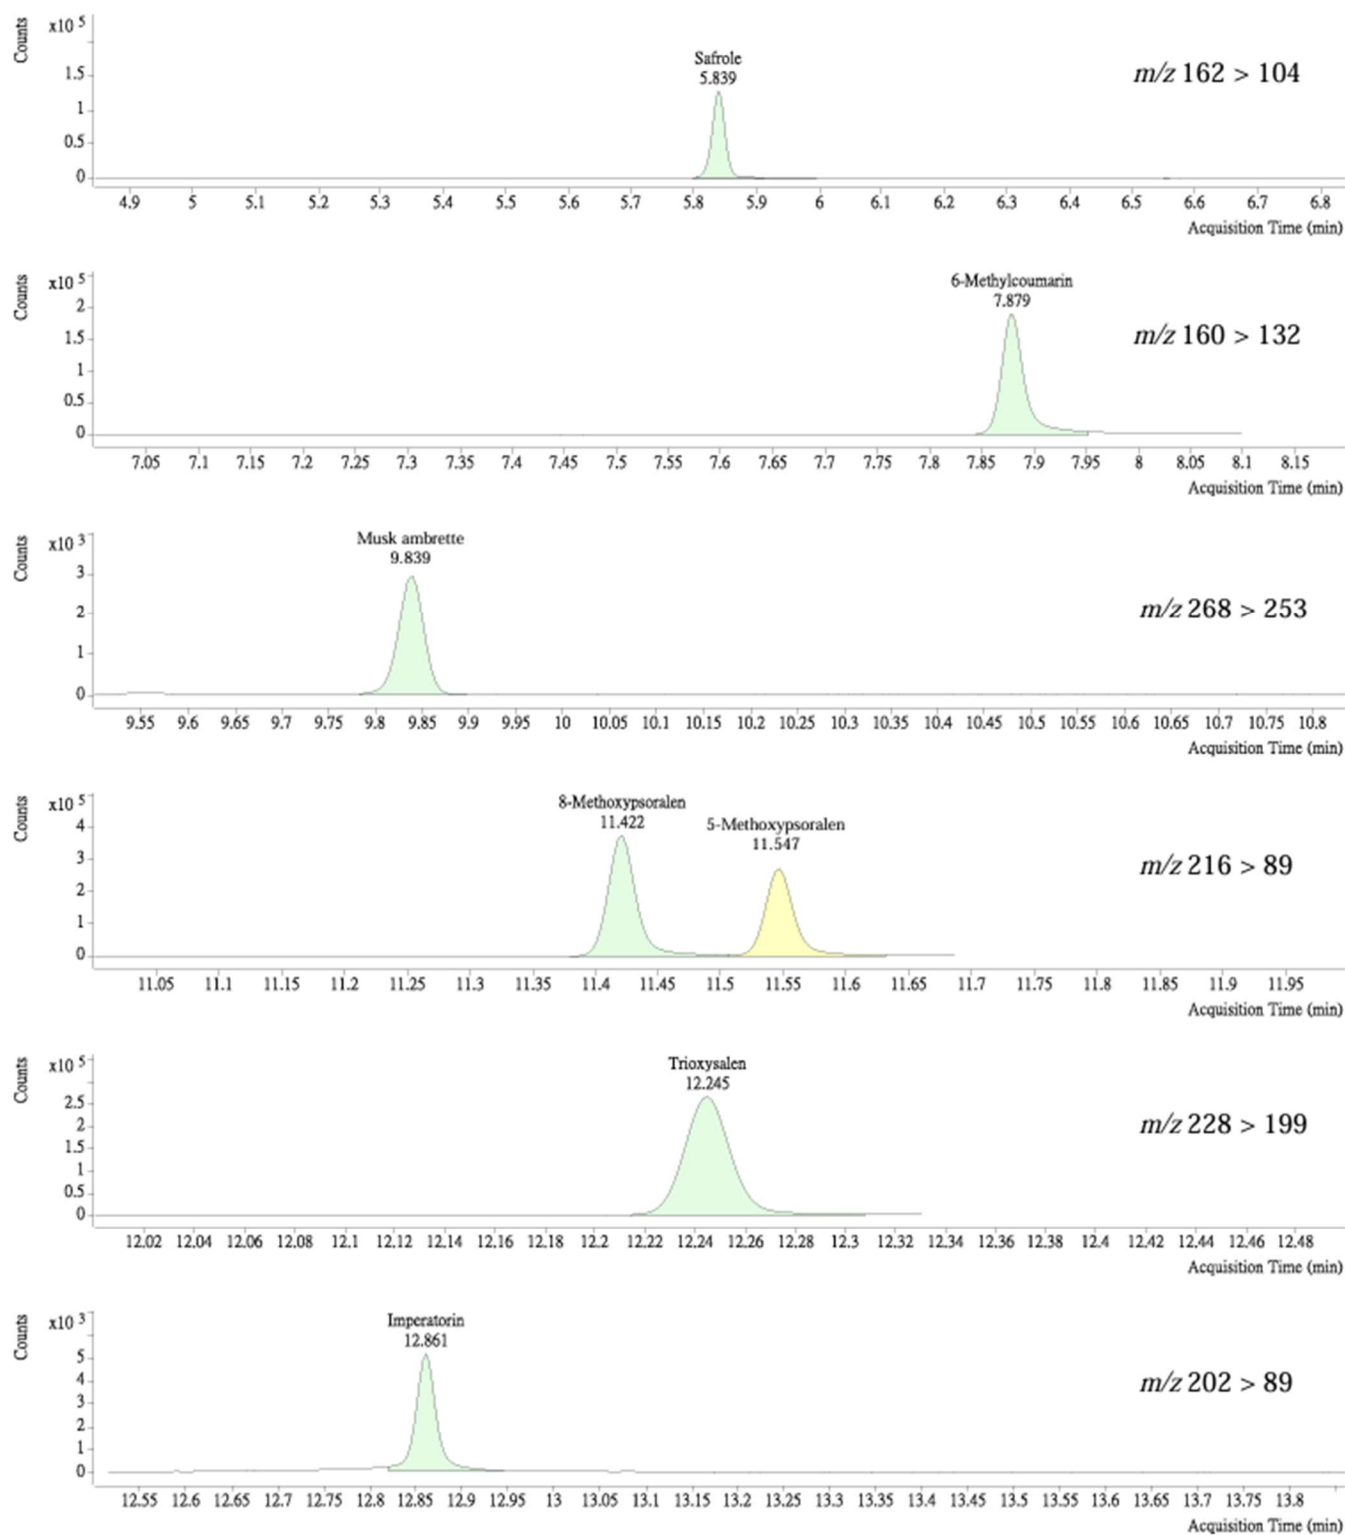 Counts
x10 5
Safrole
5.839
m/z 162 > 104
1.5
1
0.5
0
4.9 5 5.1 5.2 5.3 5.4 5.5 5.6 5.7 5.8 5.9 6 6.1 6.2 6.3 6.4 6.5 6.6 6.7 6.8
Acquisition Time (min)
Counts
x10 5
6-Methylcoumarin
7.879
m/z 160 > 132
2
1.5
1
0.5
0
7.05 7.1 7.15 7.2 7.25 7.3 7.35 7.4 7.45 7.5 7.55 7.6 7.65 7.7 7.75 7.8 7.85 7.9 7.95 8 8.05 8.1 8.15
Acquisition Time (min)
Counts
x10 3
Musk ambrette
9.839
m/z 268 > 253
3
2
1
0
9.55 9.6 9.65 9.7 9.75 9.8 9.85 9.9 9.95 10 10.05 10.1 10.15 10.2 10.25 10.3 10.35 10.4 10.45 10.5 10.55 10.6 10.65 10.7 10.75 10.8
Acquisition Time (min)
Counts
x10 5
8-Methoxypsoralen
11.422
5-Methoxypsoralen
11.547
m/z 216 > 89
4
3
2
1
0
11.05 11.1 11.15 11.2 11.25 11.3 11.35 11.4 11.45 11.5 11.55 11.6 11.65 11.7 11.75 11.8 11.85 11.9 11.95
Acquisition Time (min)
Counts
x10 5
Trioxysalen
12.245
m/z 228 > 199
2.5
2
1.5
1
0.5
0
12.02 12.04 12.06 12.08 12.1 12.12 12.14 12.16 12.18 12.2 12.22 12.24 12.26 12.28 12.3 12.32 12.34 12.36 12.38 12.4 12.42 12.44 12.46 12.48
Acquisition Time (min)
Counts
x10 3
Imperatorin
12.861
m/z 202 > 89
5
4
3
2
1
0
12.55 12.6 12.65 12.7 12.75 12.8 12.85 12.9 12.95 13 13.05 13.1 13.15 13.2 13.25 13.3 13.35 13.4 13.45 13.5 13.55 13.6 13.65 13.7 13.75 13.8
Acquisition Time (min)